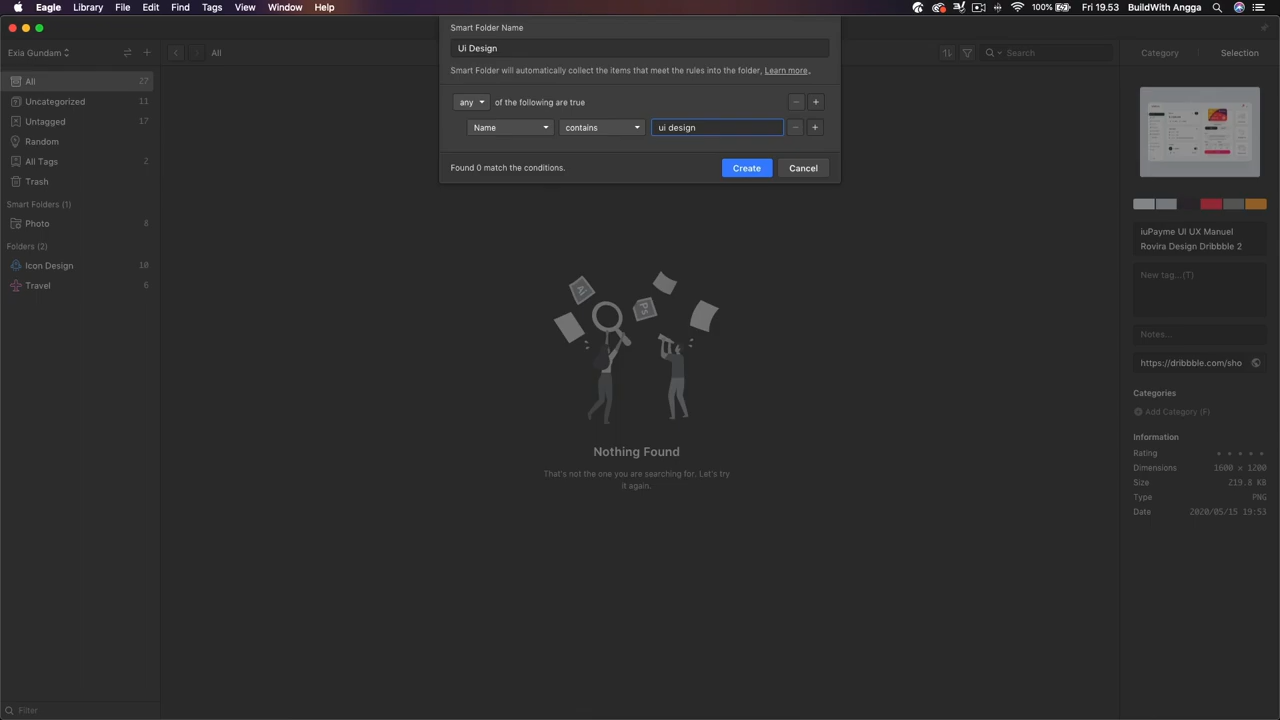 Eagle Library File Edit Find Tags View Window Help 100% Fri 19.53 BuildWith Angga
Exia Gundam
All
Search
Category Selection
Smart Folder Name
Ui Design
Smart Folder will automatically collect the items that meet the rules into the folder, Learn more。
any of the following are true
Name contains ui design
Found 0 match the conditions.
Create Cancel
All 27
Uncategorized 11
Untagged 11
Random
All Tags
Trash
Smart Folders (1)
Photo 8
Folders (2)
Icon Design 10
Travel 6
Ai
Ps
Nothing Found
That's not the one you are searching for. Let's try
it again.
iuPayme UI UX Manuel
Rovira Design Dribbble 2
New tag...(T)
Notes...
https://dribbble.com/sho
Categories
Add Category (F)
Information
Rating
Dimensions 1600 x 1200
Size 219.8 KB
Type PNG
Date 2020/05/15 19:53
Filter